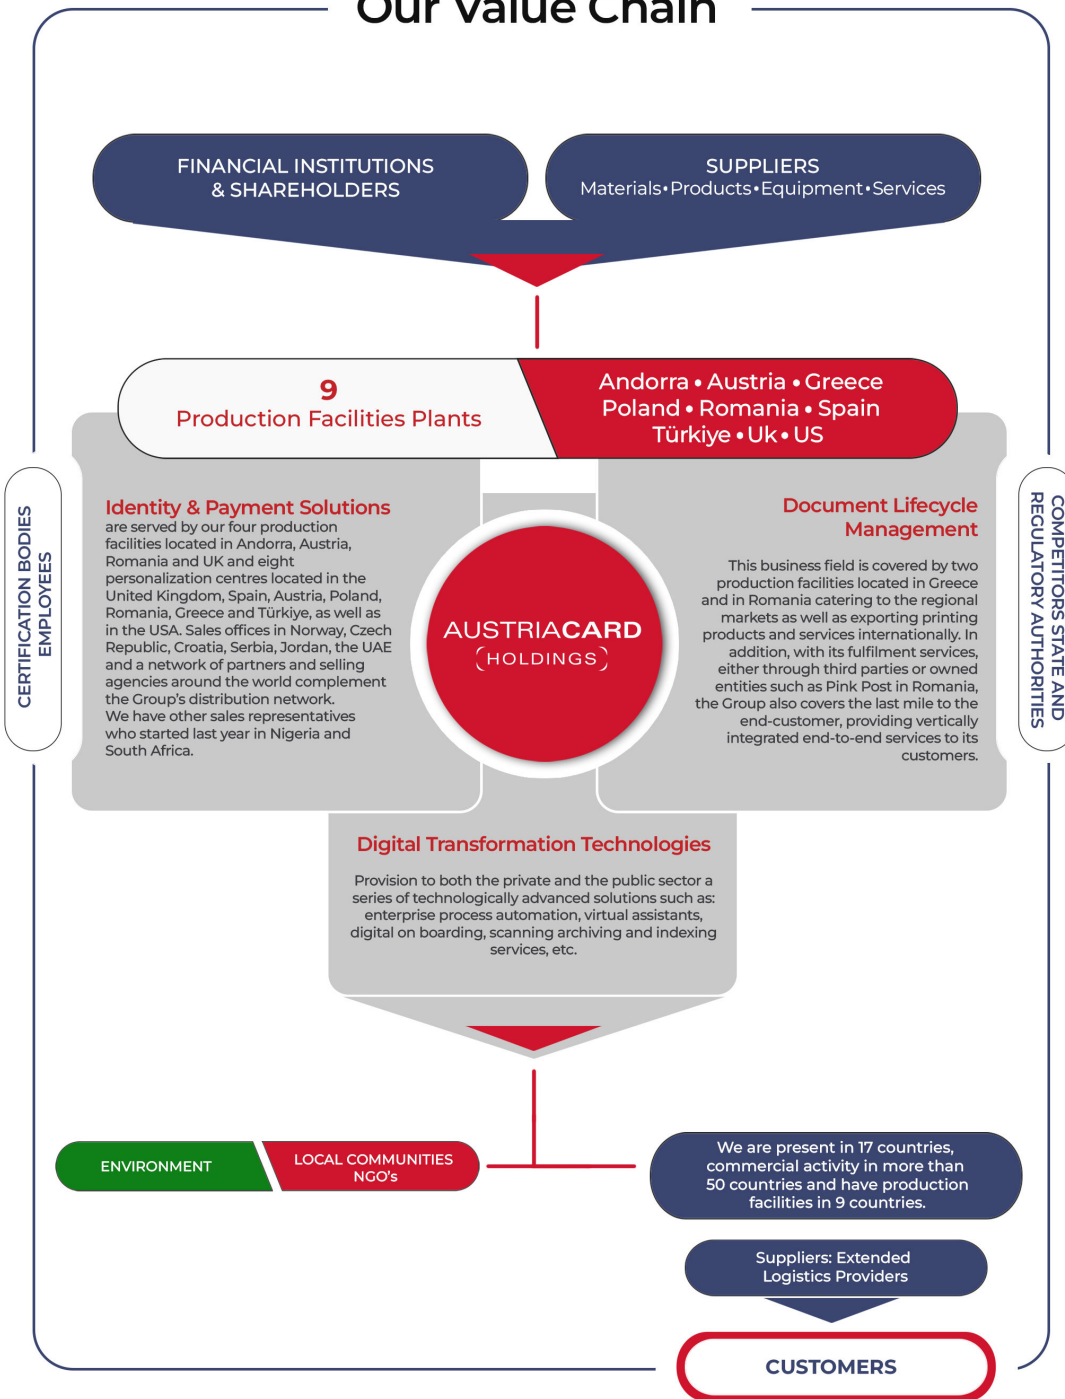 Our Value Chain
FINANCIAL INSTITUTIONS
& SHAREHOLDERS
SUPPLIERS
Materials•Products•Equipment•Services
9
Production Facilities Plants
Andorra • Austria • Greece
Poland • Romania • Spain
Türkiye • Uk • US
CERTIFICATION BODIES
EMPLOYEES
Identity & Payment Solutions
are served by our four production
facilities located in Andorra, Austria,
Romania and UK and eight
personalization centres located in the
United Kingdom, Spain, Austria, Poland,
Romania, Greece and Türkiye, as well as
in the USA. Sales offices in Norway, Czech
Republic, Croatia, Serbia, Jordan, the UAE
and a network of partners and selling
agencies around the world complement
the Group's distribution network.
We have other sales representatives
who started last year in Nigeria and
South Africa.
AUSTRIACARD
(HOLDINGS)
Document Lifecycle
Management
This business field is covered by two
production facilities located in Greece
and in Romania catering to the regional
markets as well as exporting printing
products and services internationally. In
addition, with its fulfilment services,
either through third parties or owned
entities such as Pink Post in Romania,
the Group also covers the last mile to the
end-customer, providing vertically
integrated end-to-end services to its
customers.
COMPETITORS STATE AND
REGULATORY AUTHORITIES
Digital Transformation Technologies
Provision to both the private and the public sector a
series of technologically advanced solutions such as:
enterprise process automation, virtual assistants,
digital on boarding, scanning archiving and indexing
services, etc.
ENVIRONMENT
LOCAL COMMUNITIES
NGO's
We are present in 17 countries,
commercial activity in more than
50 countries and have production
facilities in 9 countries.
Suppliers: Extended
Logistics Providers
CUSTOMERS